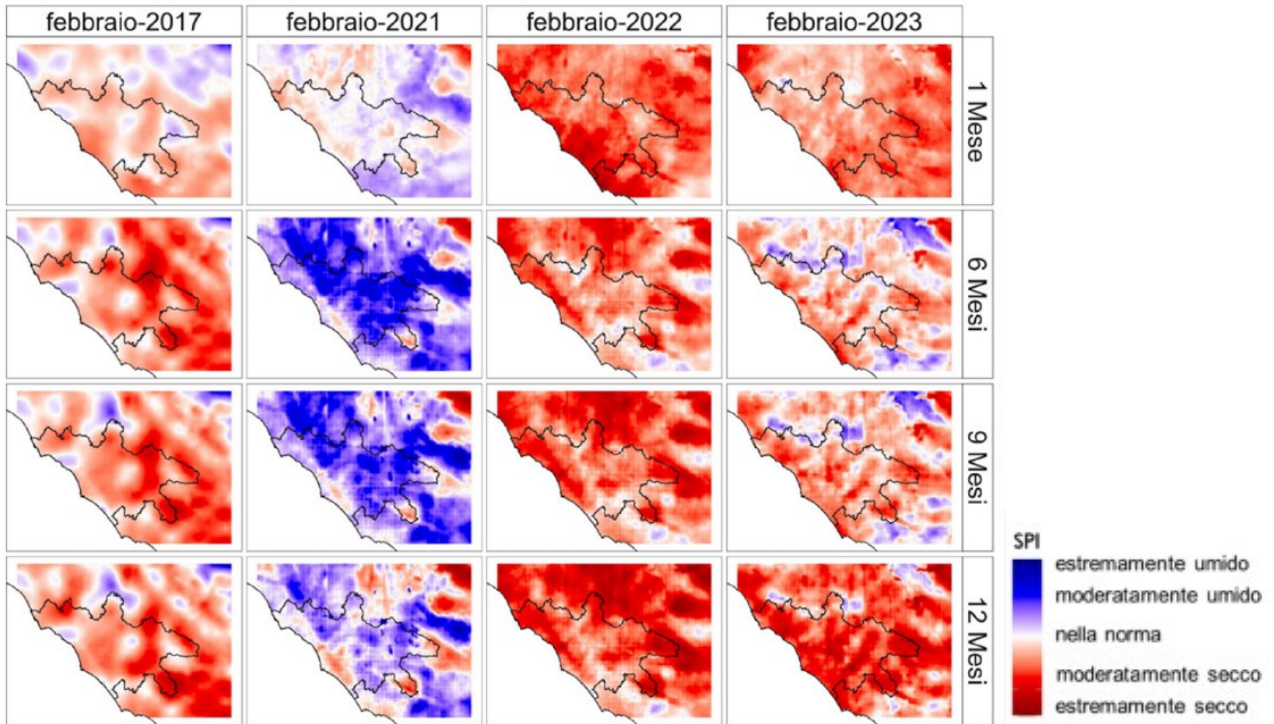 febbraio-2017
febbraio-2021
febbraio-2022
febbraio-2023
1 Mese
6 Mesi
9 Mesi
12 Mesi
SPI
estremamente umido
moderatamente umido
nella norma
moderatamente secco
estremamente secco